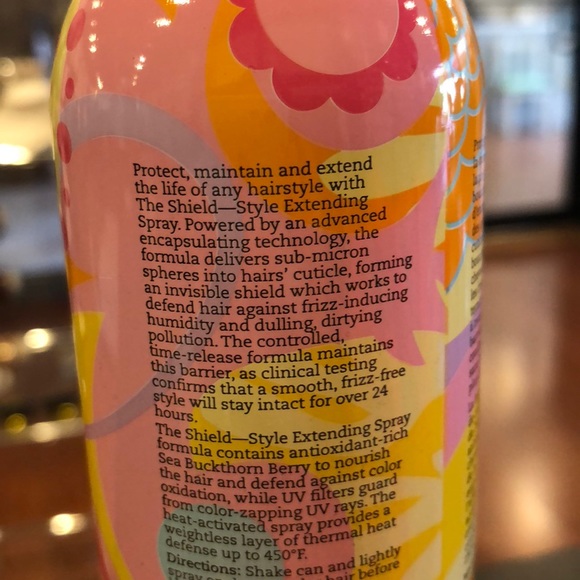 Protect, maintain and extend
the life of any hairstyle with
The Shield—Style Extending
Spray. Powered by an advanced
encapsulating technology, the
formula delivers sub-micron
spheres into hairs' cuticle, forming
an invisible shield which works to
defend hair against frizz-inducing
humidity and dulling, dirtying
pollution. The controlled,
time-release formula maintains
this barrier, as clinical testing
confirms that a smooth, frizz-free
style will stay intact for over 24
hours.
The Shield—Style Extending Spray
formula contains antioxidant-rich
Sea Buckthorn Berry to nourish
the hair and defend against color
oxidation, while UV filters guard
from color-zapping UV rays. The
heat-activated spray provides a
weightless layer of thermal heat
defense up to 450°F.
Directions: Shake can and lightly
spray hair before